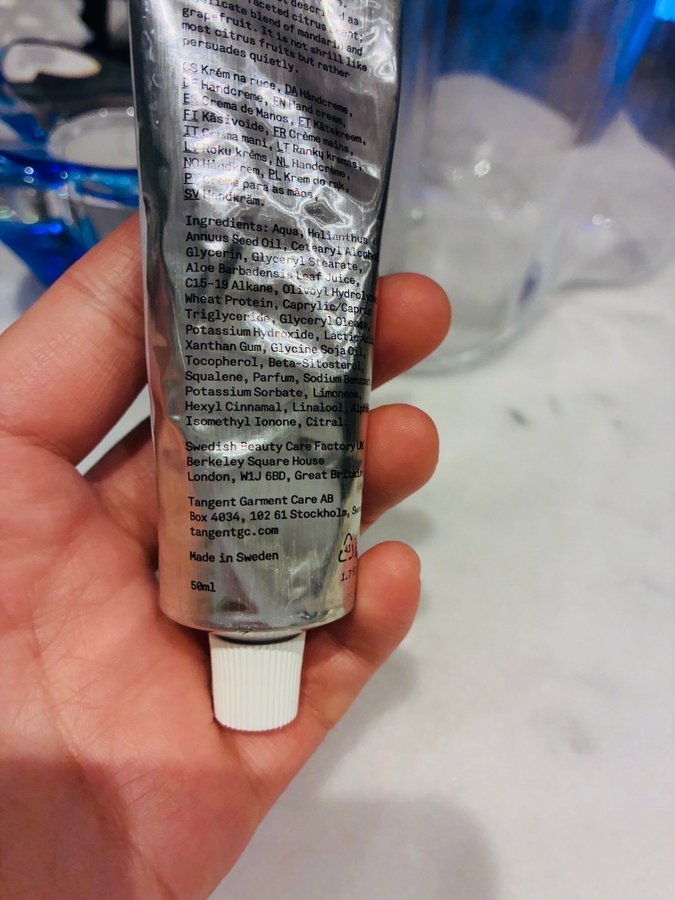 described as
delicate blend of mandarin and
grapefruit. It is not shrill like
most citrus fruits but rather
persuades quietly.
CS Krém na ruce, DA Håndcreme,
DE Handcreme, EN Hand cream,
ES Crema de Manos, ET Kätekreem,
FI Käsivoide, FR Crème mains,
IT Crema mani, LT Rankų kremas,
Roku krēms, NL Handcrème,
NO Håndkrem, PL Krem do rąk,
para as mãos,
SV Handkräm.
Ingredients: Aqua, Helianthus
Annuus Seed Oil, Cetearyl Alcohol,
Glycerin, Glyceryl Stearate,
Aloe Barbadensis Leaf Juice,
C15-19 Alkane, Olivoyl Hydrolyzed
Wheat Protein, Caprylic/Capric
Triglyceride, Glyceryl Oleate,
Potassium Hydroxide, Lactic Acid,
Xanthan Gum, Glycine Soja Oil,
Tocopherol, Beta-Sitosterol,
Squalene, Parfum, Sodium Benzoate,
Potassium Sorbate, Limonene,
Hexyl Cinnamal, Linalool, Alpha
Isomethyl Ionone, Citral.
Swedish Beauty Care Factory UK
Berkeley Square House
London, W1J 6BD, Great Britain
Tangent Garment Care AB
Box 4034, 102 61 Stockholm, Swe
tangentgc.com
Made in Sweden
41
50ml
1.7